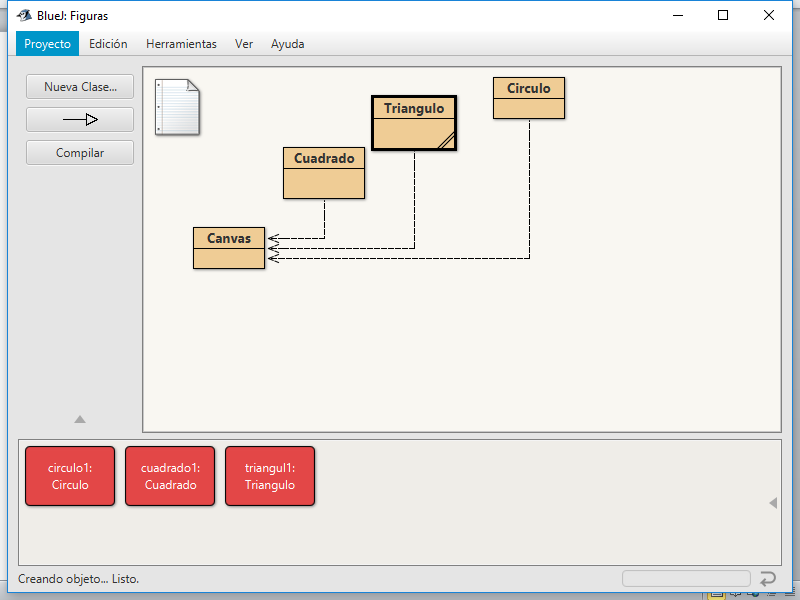 BlueJ: Figuras
Proyecto Edición Herramientas Ver Ayuda
Nueva Clase...
Compilar
Circulo
Triangulo
Cuadrado
Canvas
circulo1:
Circulo
cuadrado1:
Cuadrado
triangul1:
Triangulo
Creando objeto... Listo.